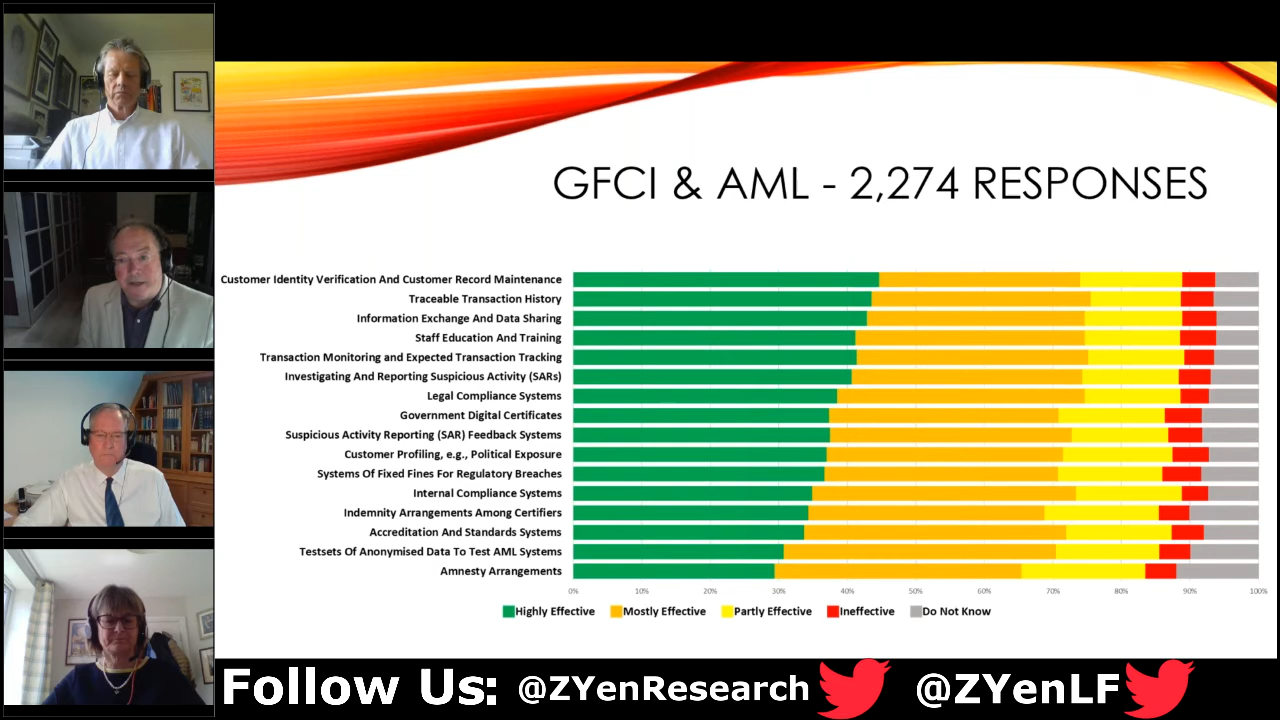 GFCI & AML - 2,274 RESPONSES
Customer Identity Verification And Customer Record Maintenance
Traceable Transaction History
Information Exchange And Data Sharing
Staff Education And Training
Transaction Monitoring and Expected Transaction Tracking
Investigating And Reporting Suspicious Activity (SARs)
Legal Compliance Systems
Government Digital Certificates
Suspicious Activity Reporting (SAR) Feedback Systems
Customer Profiling, e.g., Political Exposure
Systems Of Fixed Fines For Regulatory Breaches
Internal Compliance Systems
Indemnity Arrangements Among Certifiers
Accreditation And Standards Systems
Testsets Of Anonymised Data To Test AML Systems
Amnesty Arrangements
0% 10% 20% 30% 40% 50% 60% 70% 80% 90% 100%
Highly Effective Mostly Effective Partly Effective Ineffective Do Not Know
Follow Us: @ZYenResearch @ZYenLF